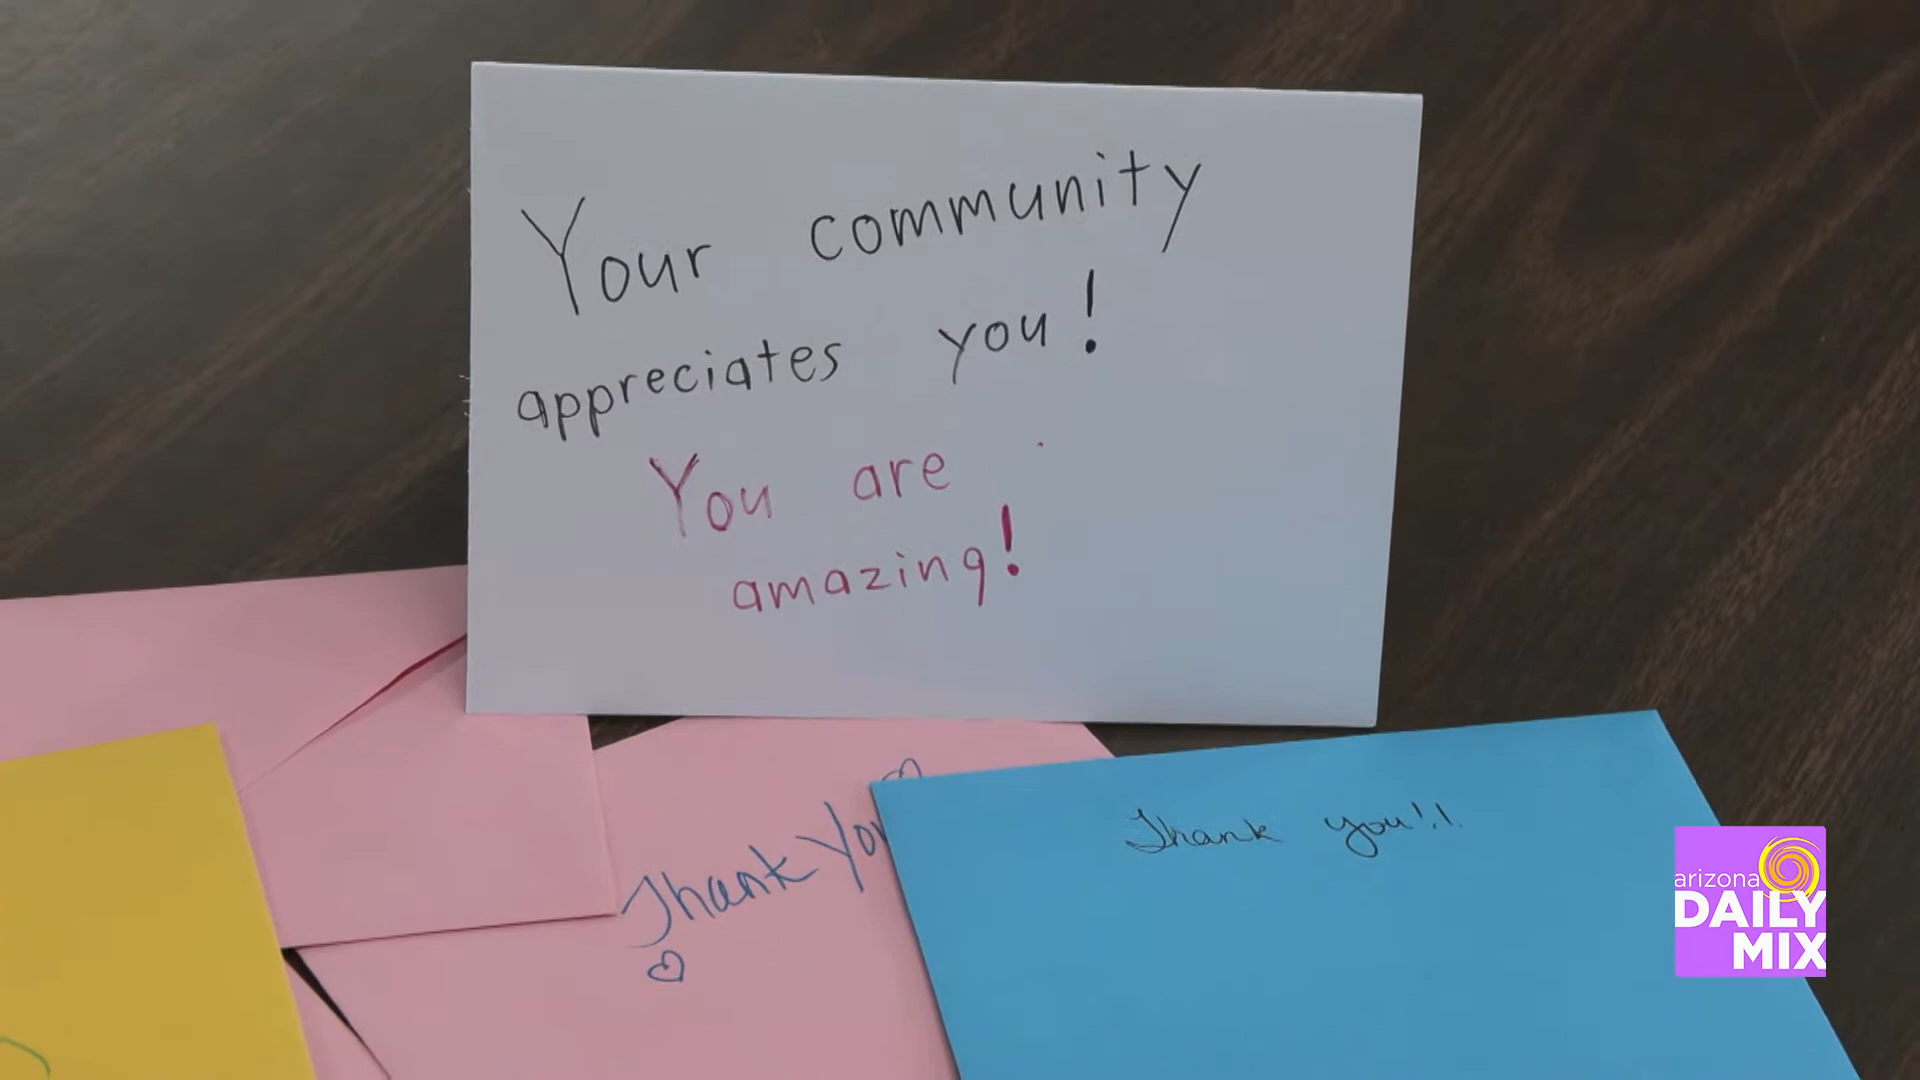 Your community
appreciates you!
You are
amazing!
Thank You
Thank you!!
arizona
DAILY
MIX